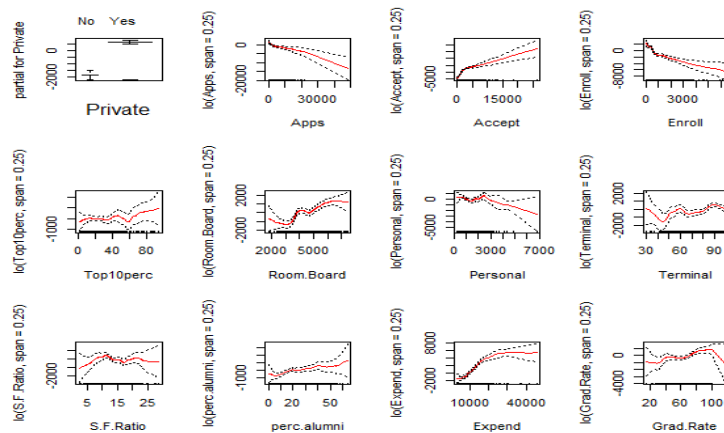 No Yes
partial for Private
-2000 0
Private
lo(Apps, span = 0.25)
-20000 0
0 30000
Apps
lo(Accept, span = 0.25)
-5000
0 15000
Accept
lo(Enroll, span = 0.25)
-8000 0
0 3000
Enroll
lo(Top10perc, span = 0.25)
-1000
0 40 80
Top10perc
lo(Room.Board, span = 0.25)
-2000 0 2000
2000 5000
Room.Board
lo(Personal, span = 0.25)
-5000 0
0 3000 7000
Personal
lo(Terminal, span = 0.25)
-2000 2000
30 60 90
Terminal
lo(S.F.Ratio, span = 0.25)
-2000
5 15 25
S.F.Ratio
lo(perc.alumni, span = 0.25)
-1000
0 20 50
perc.alumni
lo(Expend, span = 0.25)
-2000 8000
10000 40000
Expend
lo(Grad.Rate, span = 0.25)
-4000 0
20 60 100
Grad.Rate